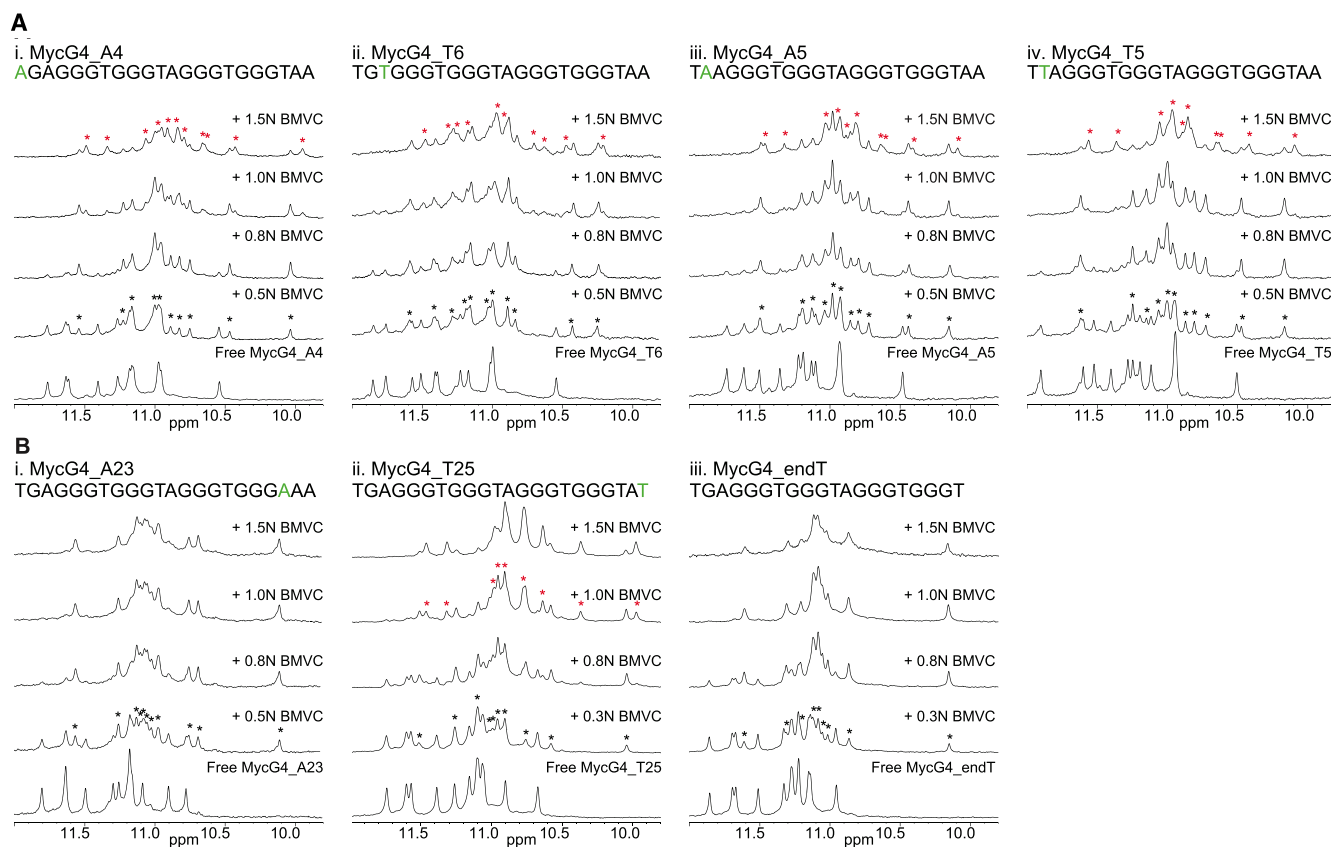 A
i. MycG4_A4
AGAGGGTGGGTAGGGTGGGTAA
+ 1.5N BMVC
+ 1.0N BMVC
+ 0.8N BMVC
+ 0.5N BMVC
Free MycG4_A4
11.5 11.0 10.5 10.0
ppm
ii. MycG4_T6
TGTGGGTGGGTAGGGTGGGTAA
+ 1.5N BMVC
+ 1.0N BMVC
+ 0.8N BMVC
+ 0.5N BMVC
Free MycG4_T6
11.5 11.0 10.5 10.0
ppm
iii. MycG4_A5
TAAGGGTGGGTAGGGTGGGTAA
+ 1.5N BMVC
+ 1.0N BMVC
+ 0.8N BMVC
+ 0.5N BMVC
Free MycG4_A5
11.5 11.0 10.5 10.0
ppm
iv. MycG4_T5
TTAGGGTGGGTAGGGTGGGTAA
+ 1.5N BMVC
+ 1.0N BMVC
+ 0.8N BMVC
+ 0.5N BMVC
Free MycG4_T5
11.5 11.0 10.5 10.0
ppm
B
i. MycG4_A23
TGAGGGTGGGTAGGGTGGGAAA
+ 1.5N BMVC
+ 1.0N BMVC
+ 0.8N BMVC
+ 0.5N BMVC
Free MycG4_A23
11.5 11.0 10.5 10.0
ppm
ii. MycG4_T25
TGAGGGTGGGTAGGGTGGGTAT
+ 1.5N BMVC
+ 1.0N BMVC
+ 0.8N BMVC
+ 0.3N BMVC
Free MycG4_T25
11.5 11.0 10.5 10.0
ppm
iii. MycG4_endT
TGAGGGTGGGTAGGGTGGGT
+ 1.5N BMVC
+ 1.0N BMVC
+ 0.8N BMVC
+ 0.3N BMVC
Free MycG4_endT
11.5 11.0 10.5 10.0
ppm